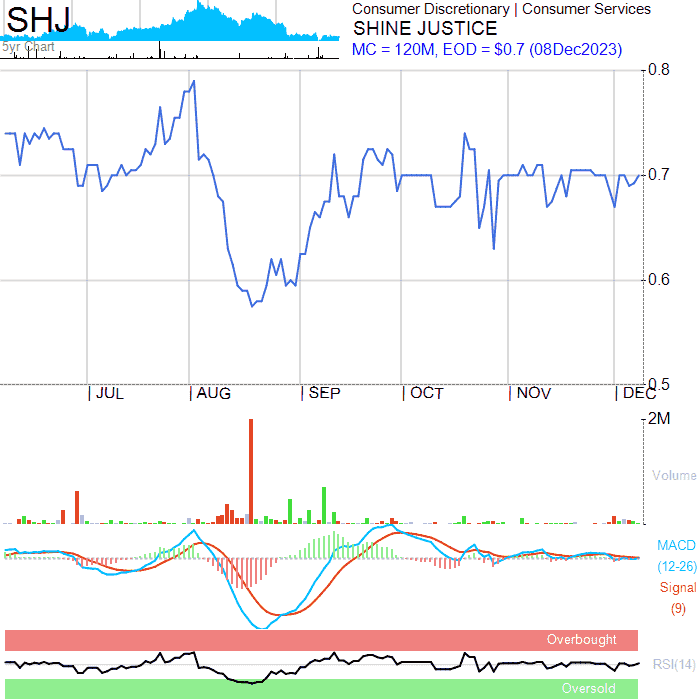 SHJ
5yr Chart
Consumer Discretionary | Consumer Services
SHINE JUSTICE
MC = 120M, EOD = $0.7 (08Dec2023)
0.8
0.7
0.6
0.5
JUL AUG SEP OCT NOV DEC
2M
Volume
MACD
(12-26)
Signal
(9)
Overbought
RSI(14)
Oversold